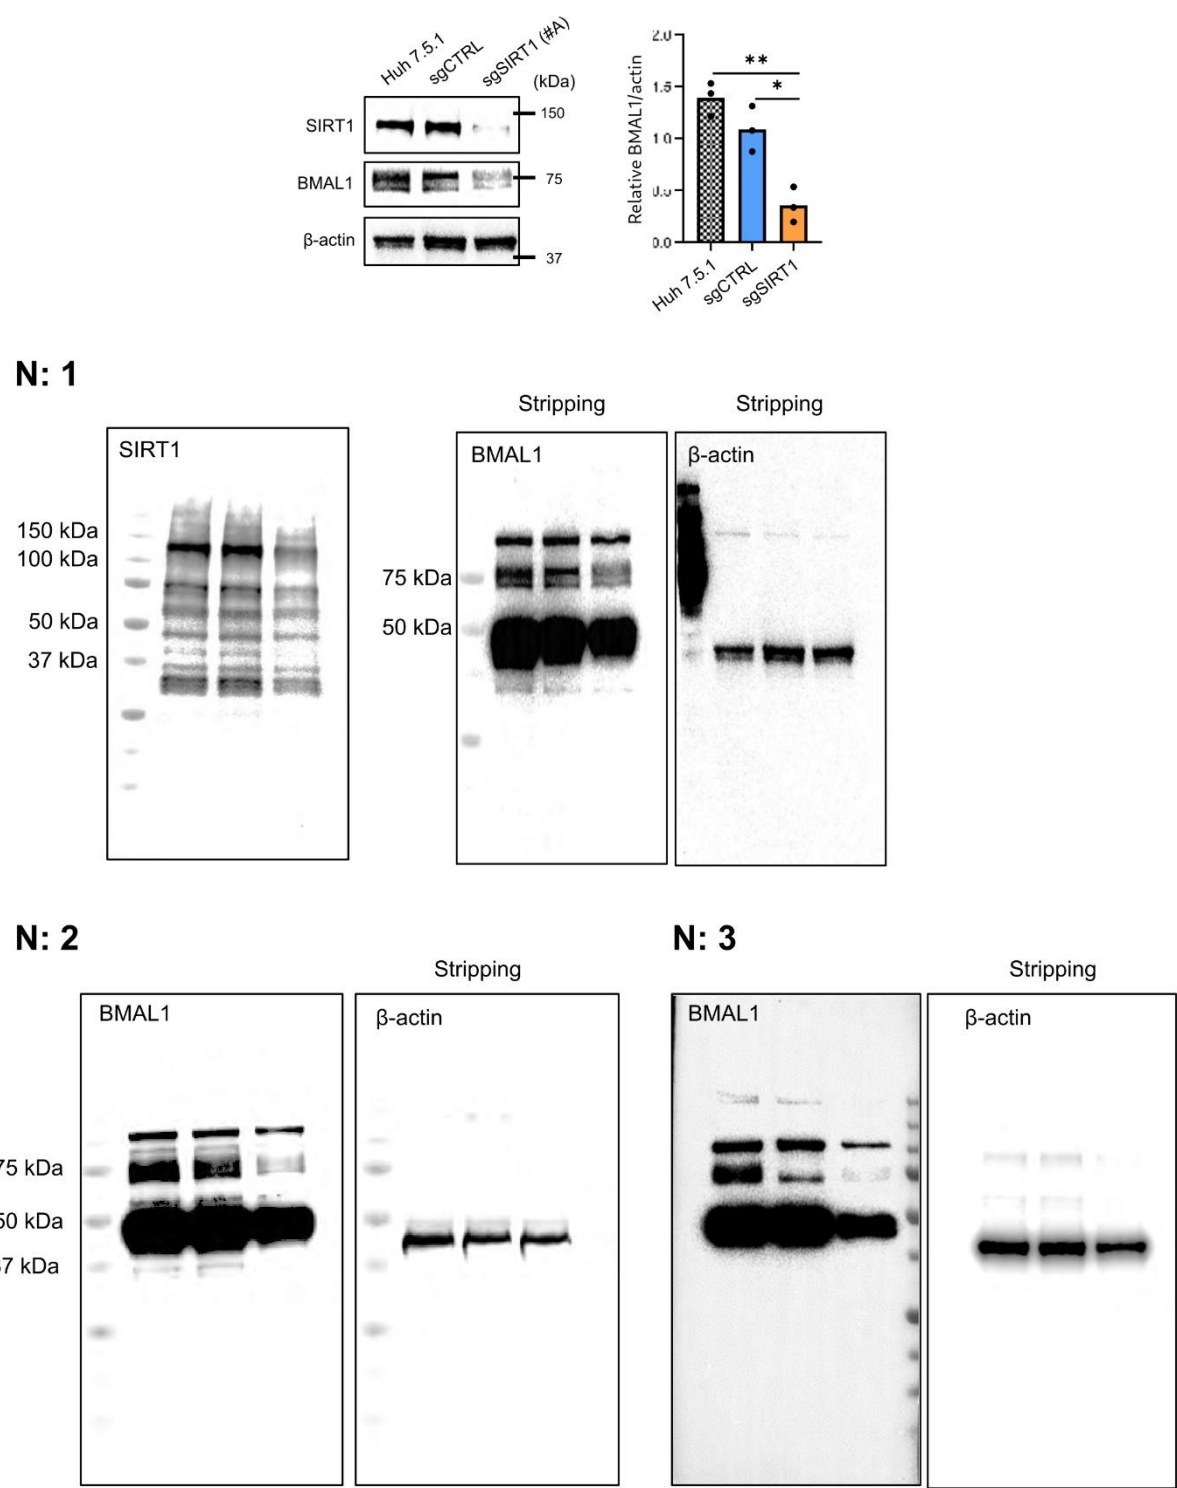 Huh 7.5.1
sgCTRL
sgSIRT1 (#A)
(kDa)
SIRT1
150
BMAL1
75
β-actin
37
Relative BMAL1/actin
2.0
1.5
1.0
0.0
**
*
Huh 7.5.1
sgCTRL
sgSIRT1
N: 1
Stripping
Stripping
SIRT1
BMAL1
β-actin
150 kDa
100 kDa
50 kDa
37 kDa
75 kDa
50 kDa
N: 2
N: 3
Stripping
Stripping
BMAL1
β-actin
BMAL1
β-actin
75 kDa
50 kDa
37 kDa